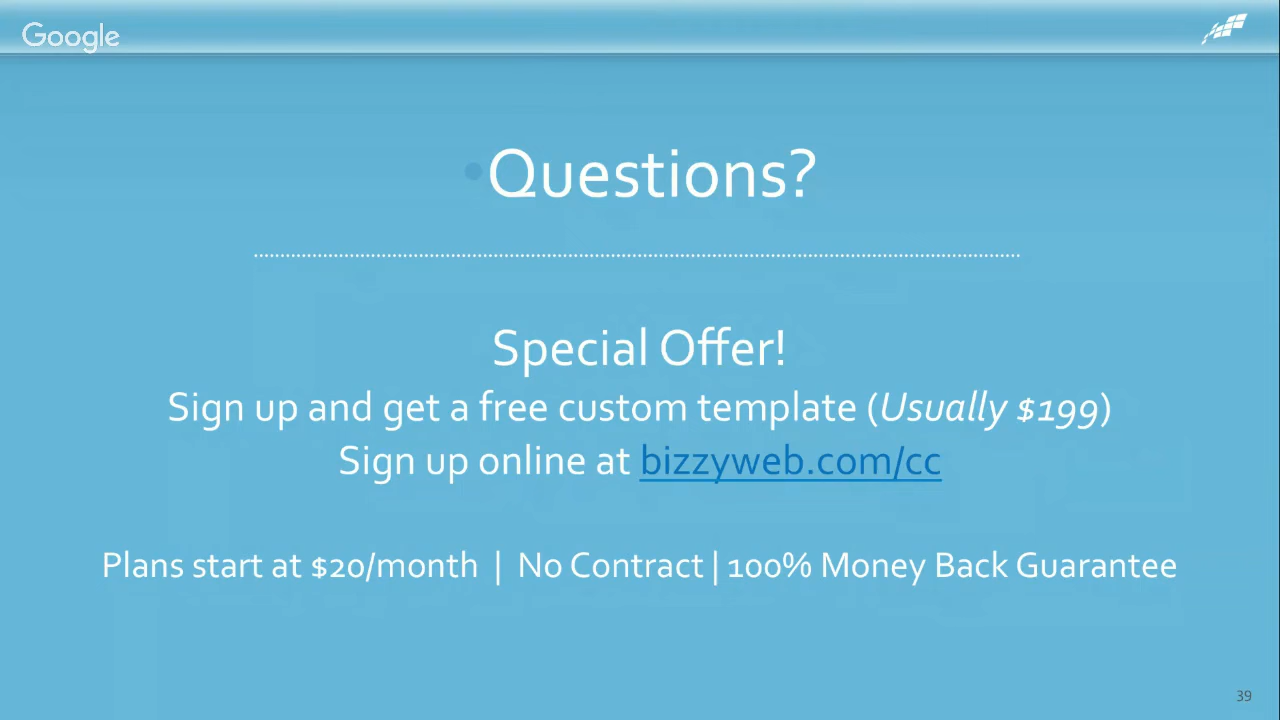 Google
•Questions?
Special Offer!
Sign up and get a free custom template (Usually $199)
Sign up online at bizzyweb.com/cc
Plans start at $20/month | No Contract | 100% Money Back Guarantee
39